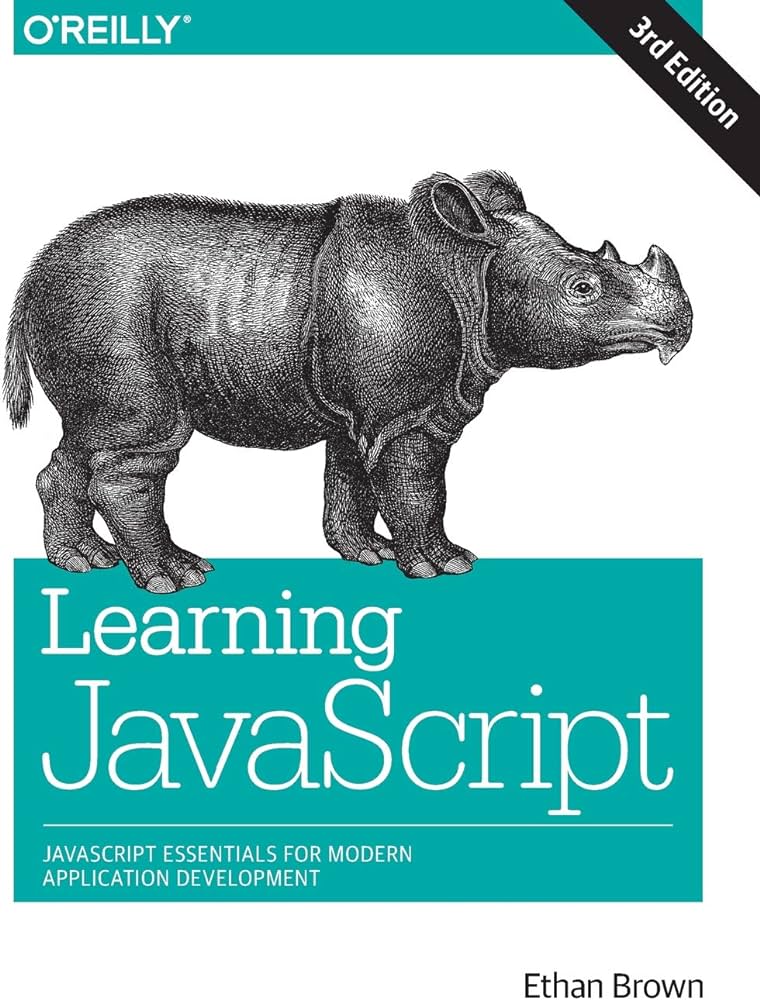 O'REILLY®
3rd Edition
Learning
JavaScript
JAVASCRIPT ESSENTIALS FOR MODERN
APPLICATION DEVELOPMENT
Ethan Brown